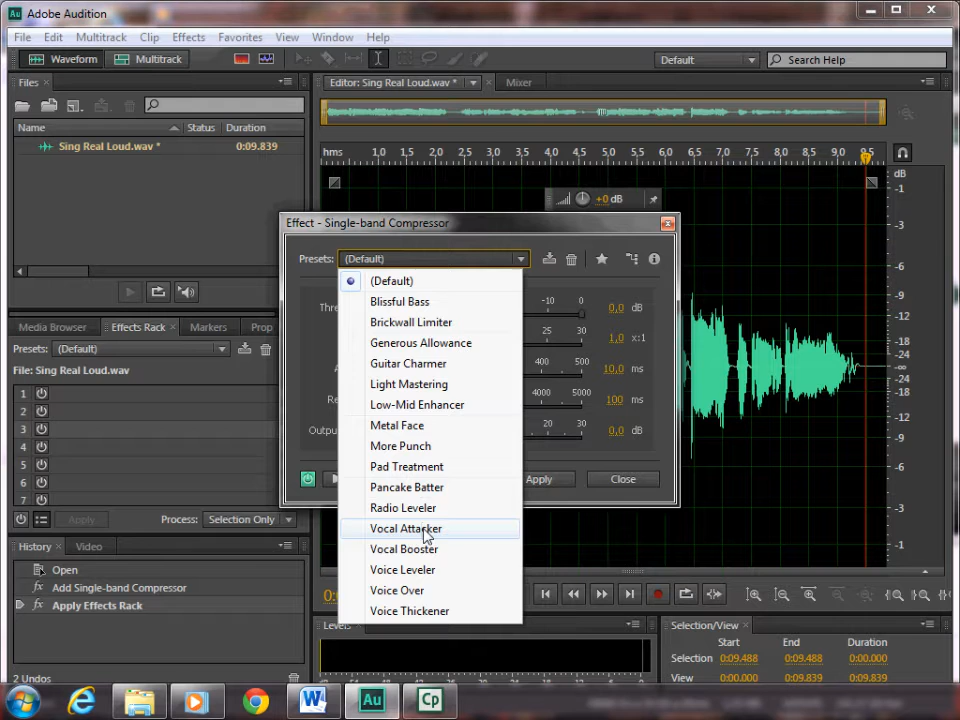 Au Adobe Audition
File Edit Multitrack Clip Effects Favorites View Window Help
Waveform Multitrack Default Search Help
Files Editor: Sing Real Loud.wav * Mixer
Name Status Duration
Sing Real Loud.wav * 0:09.839
hms 1,0 1,5 2,0 2,5 3,0 3,5 4,0 4,5 5,0 5,5 6,0 6,5 7,0 7,5 8,0 8,5 9,0 9,5
dB
-1
-3
-6
-9
-12
-18
-24
-∞
-24
-18
-12
-9
-6
-3
-1
+0 dB
Effect - Single-band Compressor
Presets: (Default)
(Default)
Blissful Bass
Brickwall Limiter
Generous Allowance
Guitar Charmer
Light Mastering
Low-Mid Enhancer
Metal Face
More Punch
Pad Treatment
Pancake Batter
Radio Leveler
Vocal Attacker
Vocal Booster
Voice Leveler
Voice Over
Voice Thickener
-10 0 0,0 dB
25 30 1,0 x:1
400 500 10,0 ms
4000 5000 100 ms
20 30 0,0 dB
Apply Close
Media Browser Effects Rack Markers Prop
Presets: (Default)
File: Sing Real Loud.wav
1
2
3
4
5
6
7
Apply Process: Selection Only
History Video
Open
fx Add Single-band Compressor
fx Apply Effects Rack
2 Undos
Levels
Selection/View
Start End Duration
Selection 0:09.488 0:09.488 0:00.000
View 0:00.000 0:09.839 0:09.839
W Au Cp